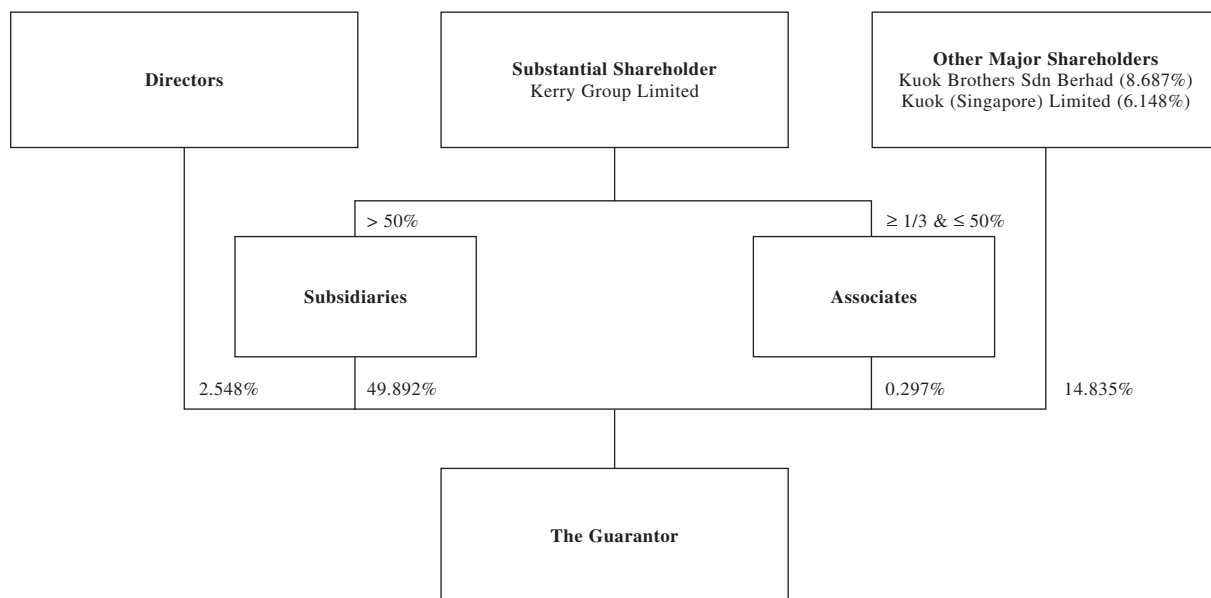 Directors
Substantial Shareholder
Kerry Group Limited
Other Major Shareholders
Kuok Brothers Sdn Berhad (8.687%)
Kuok (Singapore) Limited (6.148%)
> 50%
≥ 1/3 & ≤ 50%
Subsidiaries
Associates
2.548%
49.892%
0.297%
14.835%
The Guarantor